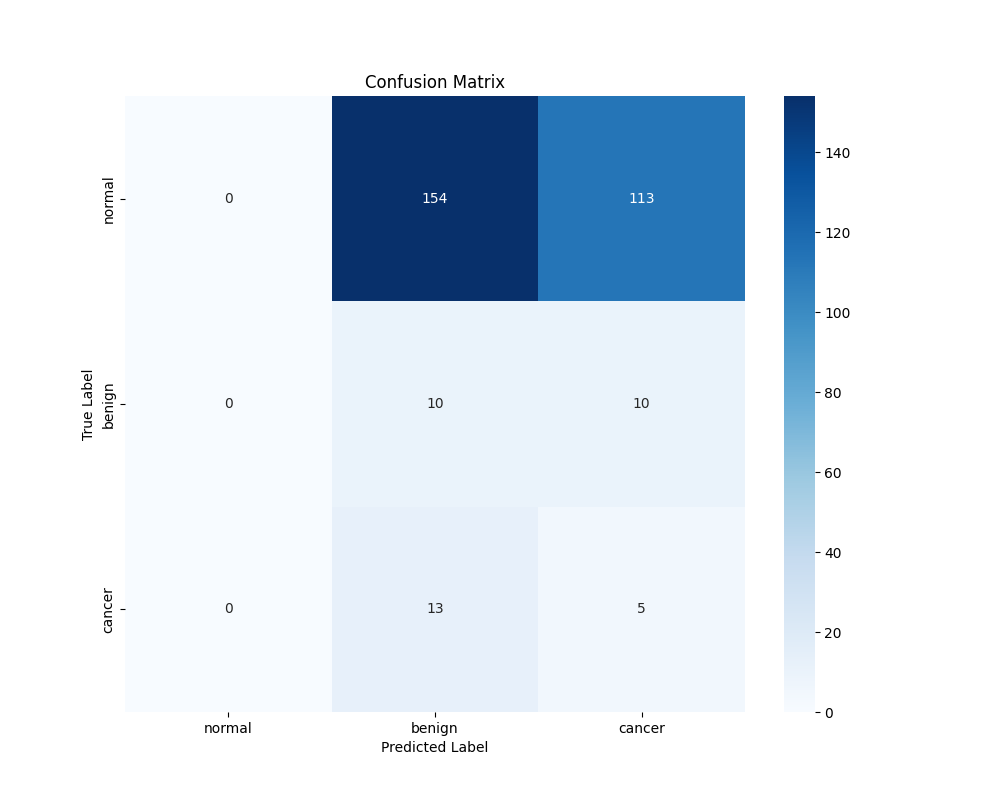 Confusion Matrix
True Label
normal
benign
cancer
0 154 113
0 10 10
0 13 5
normal benign cancer
Predicted Label
140
120
100
80
60
40
20
0